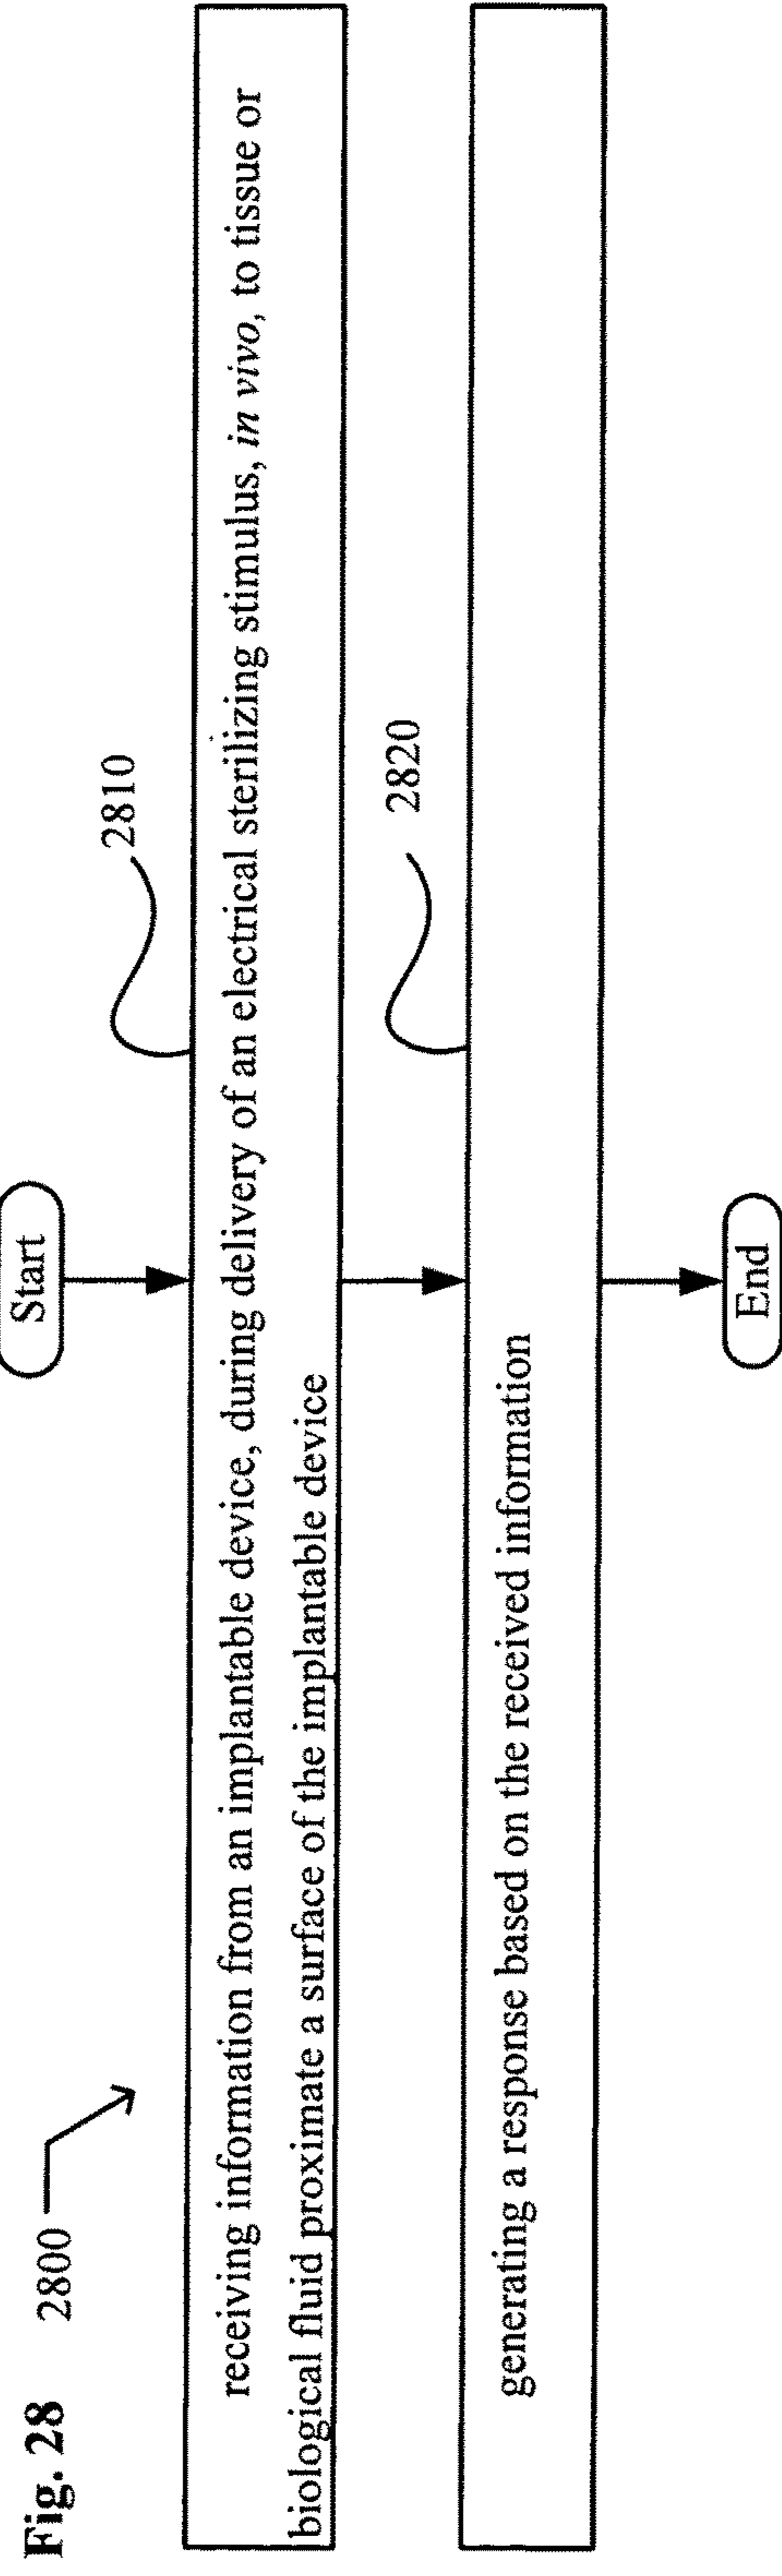 Fig. 28
2800
Start
2810
receiving information from an implantable device, during delivery of an electrical sterilizing stimulus, in vivo, to tissue or
biological fluid proximate a surface of the implantable device
2820
generating a response based on the received information
End